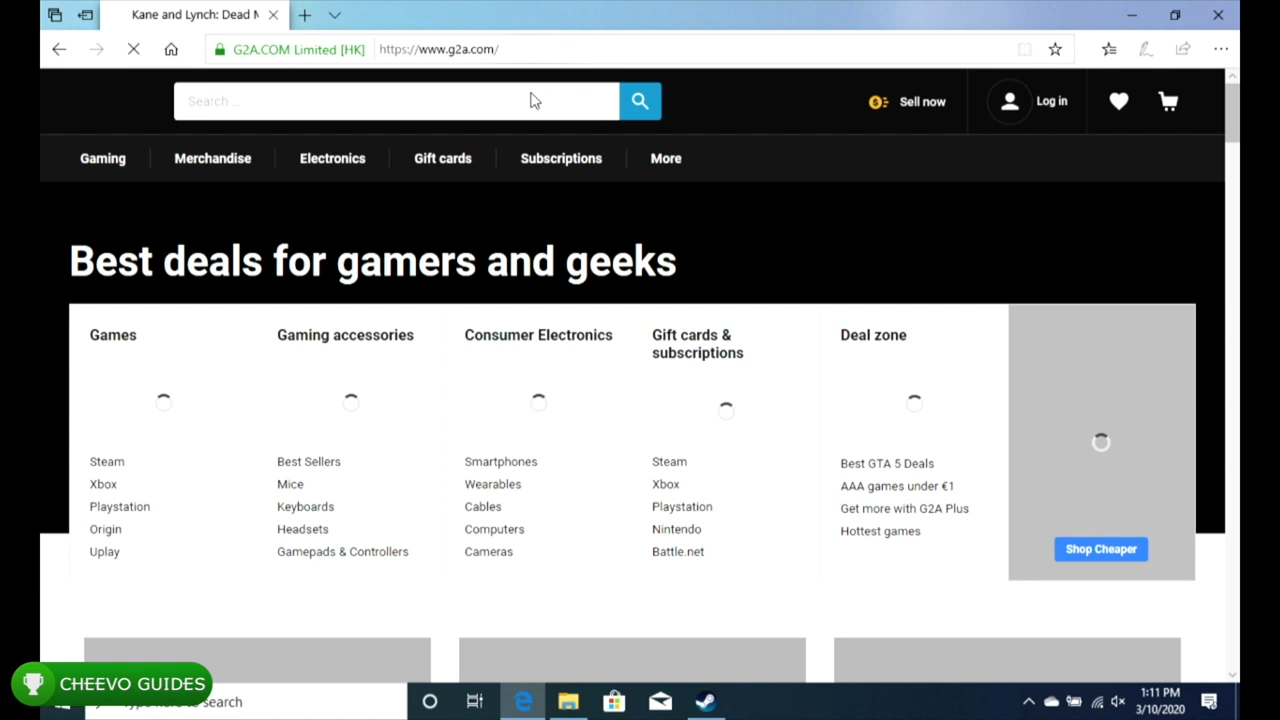 Kane and Lynch: Dead M
G2A.COM Limited [HK] https://www.g2a.com/
Search ...
Sell now
Log in
Gaming Merchandise Electronics Gift cards Subscriptions More
Best deals for gamers and geeks
Games
Steam
Xbox
Playstation
Origin
Uplay
Gaming accessories
Best Sellers
Mice
Keyboards
Headsets
Gamepads & Controllers
Consumer Electronics
Smartphones
Wearables
Cables
Computers
Cameras
Gift cards &
subscriptions
Steam
Xbox
Playstation
Nintendo
Battle.net
Deal zone
Best GTA 5 Deals
AAA games under €1
Get more with G2A Plus
Hottest games
Shop Cheaper
CHEEVO GUIDES
Type here to search
1:11 PM
3/10/2020